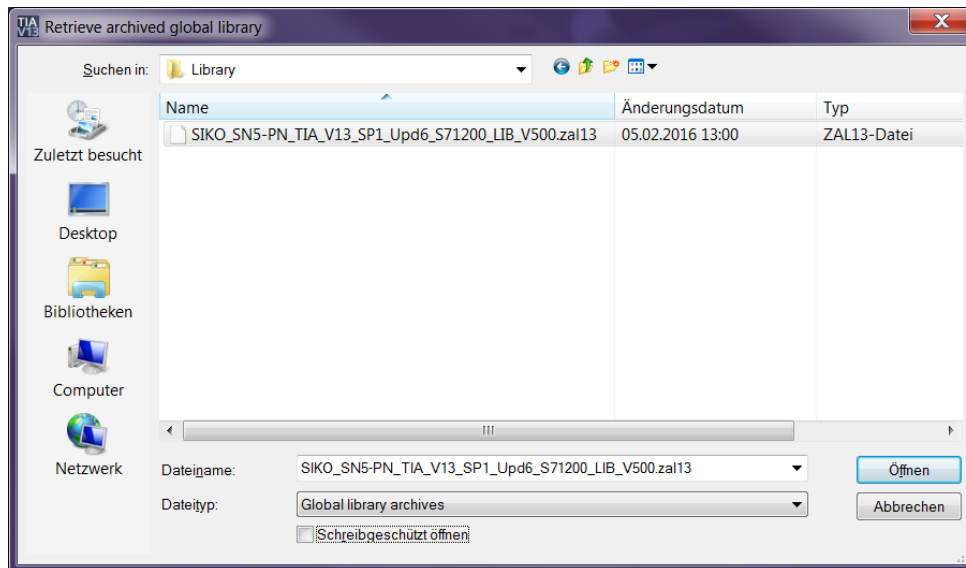 TIA V13 Retrieve archived global library
Suchen in: Library
Name Änderungsdatum Typ
SIKO_SN5-PN_TIA_V13_SP1_Upd6_S71200_LIB_V500.zal13 05.02.2016 13:00 ZAL13-Datei
Zuletzt besucht
Desktop
Bibliotheken
Computer
Netzwerk
Dateiname: SIKO_SN5-PN_TIA_V13_SP1_Upd6_S71200_LIB_V500.zal13 Öffnen
Dateityp: Global library archives Abbrechen
Schreibgeschützt öffnen